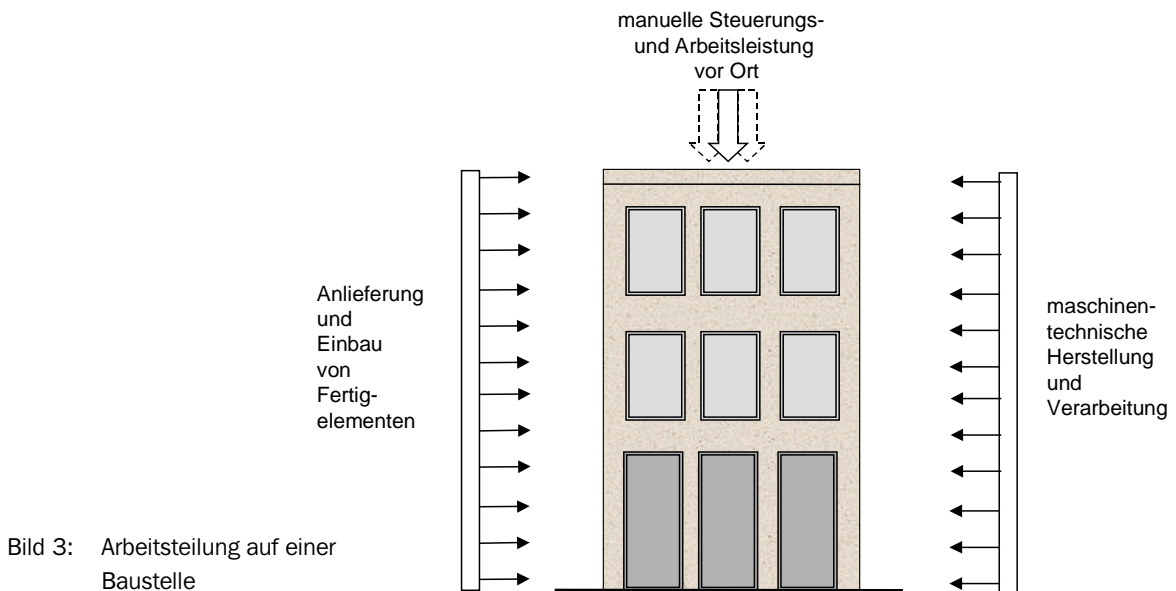 manuelle Steuerungs-
und Arbeitsleistung
vor Ort
Anlieferung
und
Einbau
von
Fertig-
elementen
maschinen-
technische
Herstellung
und
Verarbeitung
Bild 3: Arbeitsteilung auf einer
Baustelle